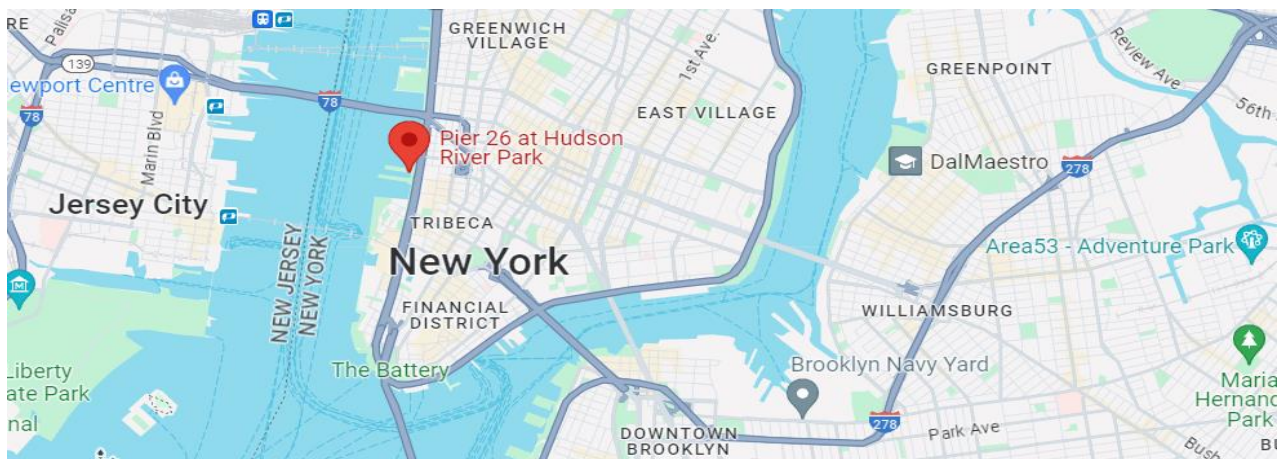 RE
Palisa
139
ewport Centre
78
Marin Blvd
78
GREENWICH
VILLAGE
1st Ave.
EAST VILLAGE
GREENPOINT
Review Ave
56th
Pier 26 at Hudson
River Park
DalMaestro
278
Jersey City
TRIBECA
New York
NEW JERSEY
NEW YORK
Area53 - Adventure Park
FINANCIAL
DISTRICT
WILLIAMSBURG
The Battery
Brooklyn Navy Yard
Liberty
ate Park
nal
Maria
Hernand
Park
278
Park Ave
DOWNTOWN
BROOKLYN
Bush
BU